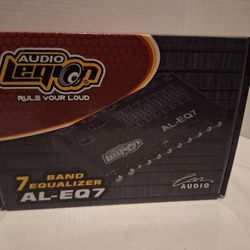 AUDIO
Legion
RULE YOUR LOUD
AL-EQ7
7 BAND
EQUALIZER
AL-EQ7
AUDIO